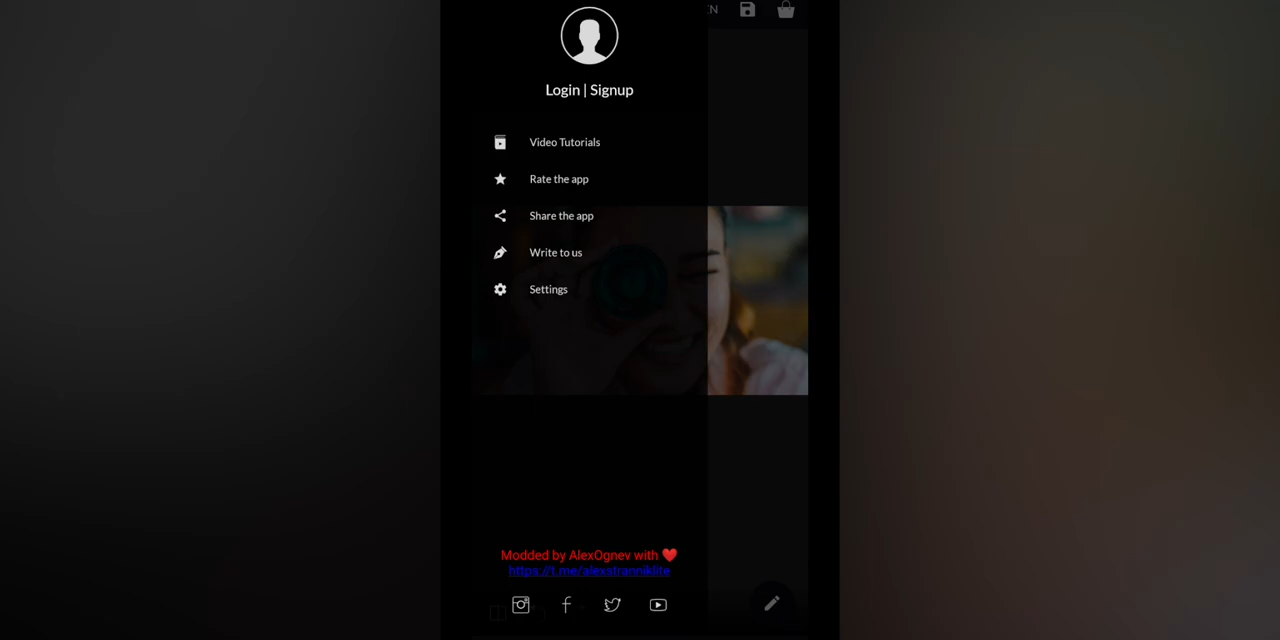 Login | Signup
Video Tutorials
Rate the app
Share the app
Write to us
Settings
Modded by AlexOgnev with ❤️
https://t.me/alexstranniklite